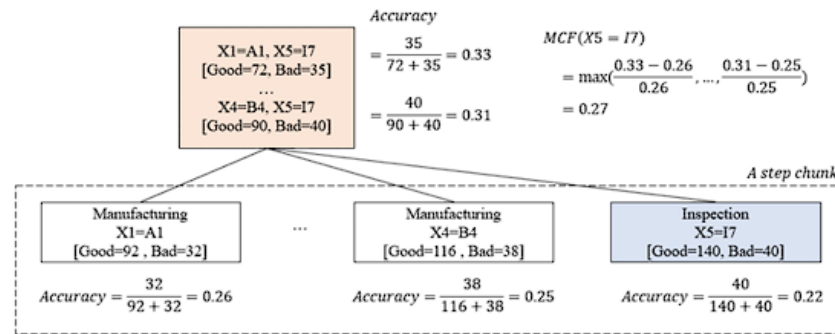 Accuracy
X1=A1, X5=I7
[Good=72, Bad=35]
...
X4=B4, X5=I7
[Good=90, Bad=40]
= 35 / (72 + 35) = 0.33
= 40 / (90 + 40) = 0.31
MCF(X5 = I7)
= max((0.33 − 0.26) / 0.26 , ... , (0.31 − 0.25) / 0.25)
= 0.27
A step chunk
Manufacturing
X1=A1
[Good=92 , Bad=32]
...
Manufacturing
X4=B4
[Good=116 , Bad=38]
Inspection
X5=I7
[Good=140, Bad=40]
Accuracy = 32 / (92 + 32) = 0.26
Accuracy = 38 / (116 + 38) = 0.25
Accuracy = 40 / (140 + 40) = 0.22